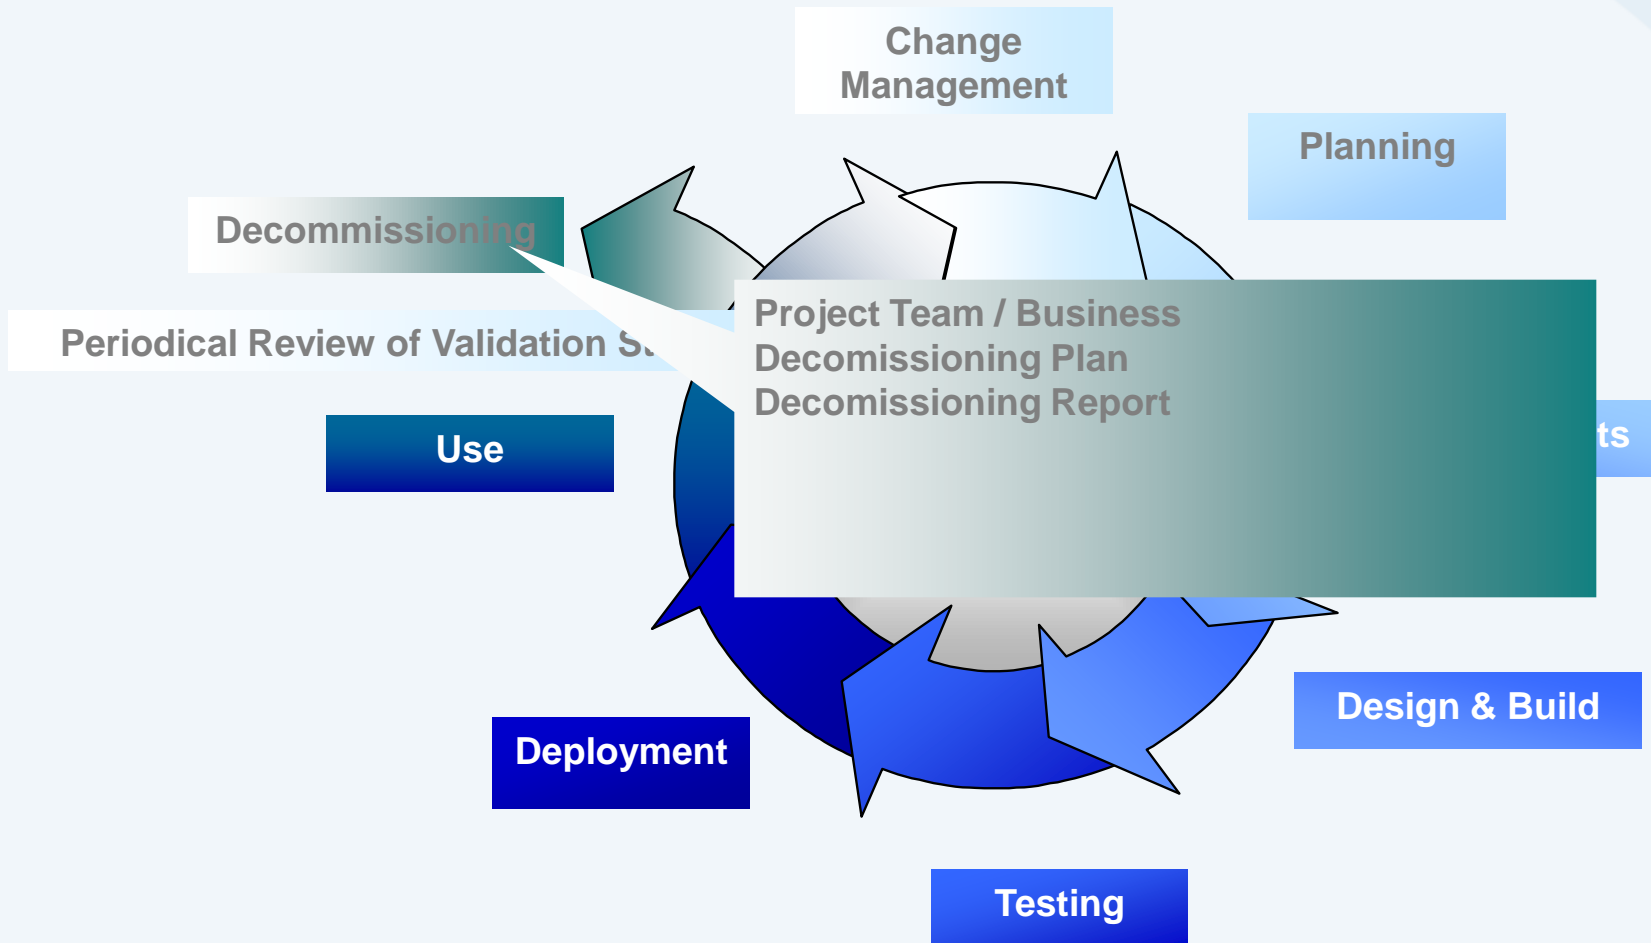 Change
Management
Planning
Decommissioning
Periodical Review of Validation
Project Team / Business
Decomissioning Plan
Decomissioning Report
Use
Design & Build
Deployment
Testing